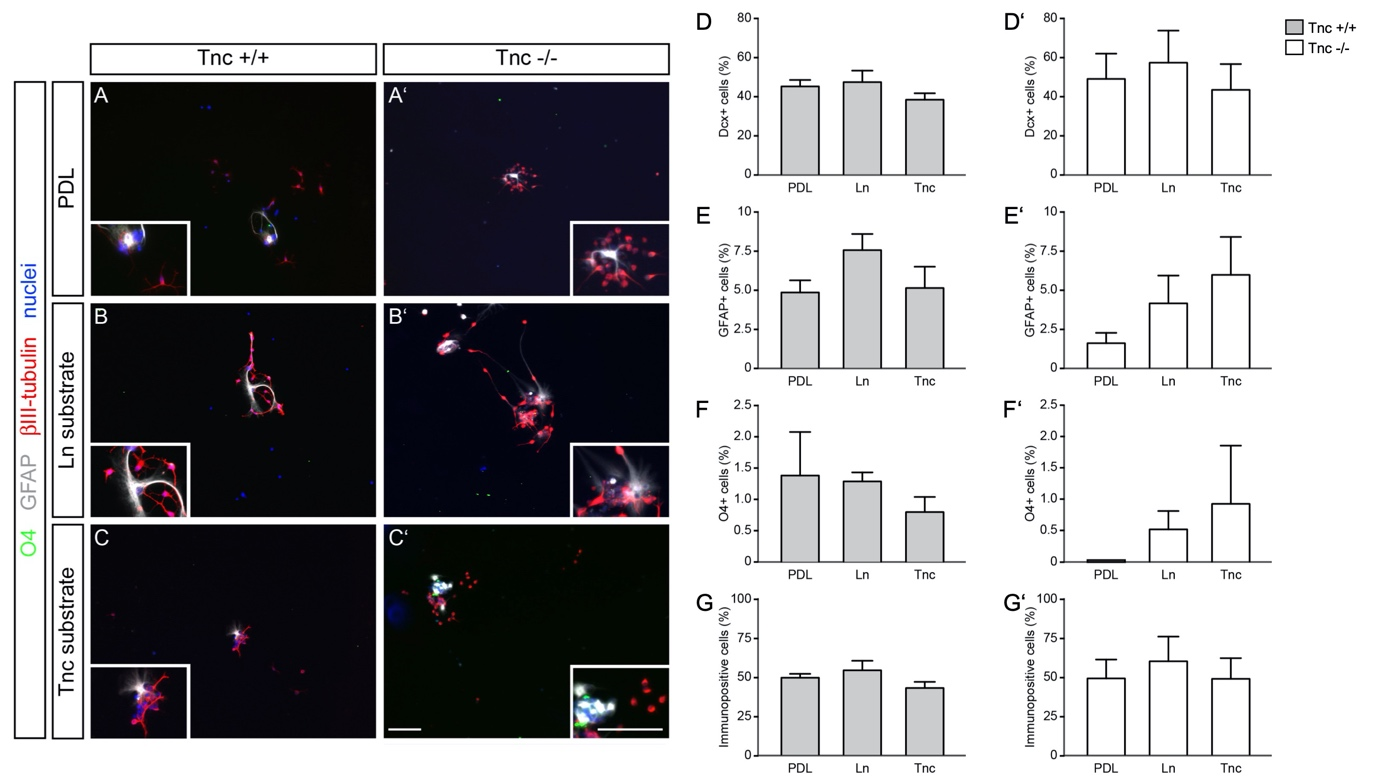 Tnc +/+
Tnc -/-
O4 GFAP βIII-tubulin nuclei
PDL
A
A‘
Ln substrate
B
B‘
Tnc substrate
C
C‘
D
Dcx+ cells (%)
80
60
40
20
0
PDL Ln Tnc
D‘
Dcx+ cells (%)
80
60
40
20
0
PDL Ln Tnc
Tnc +/+
Tnc -/-
E
GFAP+ cells (%)
10
7.5
5.0
2.5
0
PDL Ln Tnc
E‘
GFAP+ cells (%)
10
7.5
5.0
2.5
0
PDL Ln Tnc
F
O4+ cells (%)
2.5
2.0
1.5
1.0
0.5
0
PDL Ln Tnc
F‘
O4+ cells (%)
2.5
2.0
1.5
1.0
0.5
0
PDL Ln Tnc
G
Immunopositive cells (%)
100
75
50
25
0
PDL Ln Tnc
G‘
Immunopositive cells (%)
100
75
50
25
0
PDL Ln Tnc